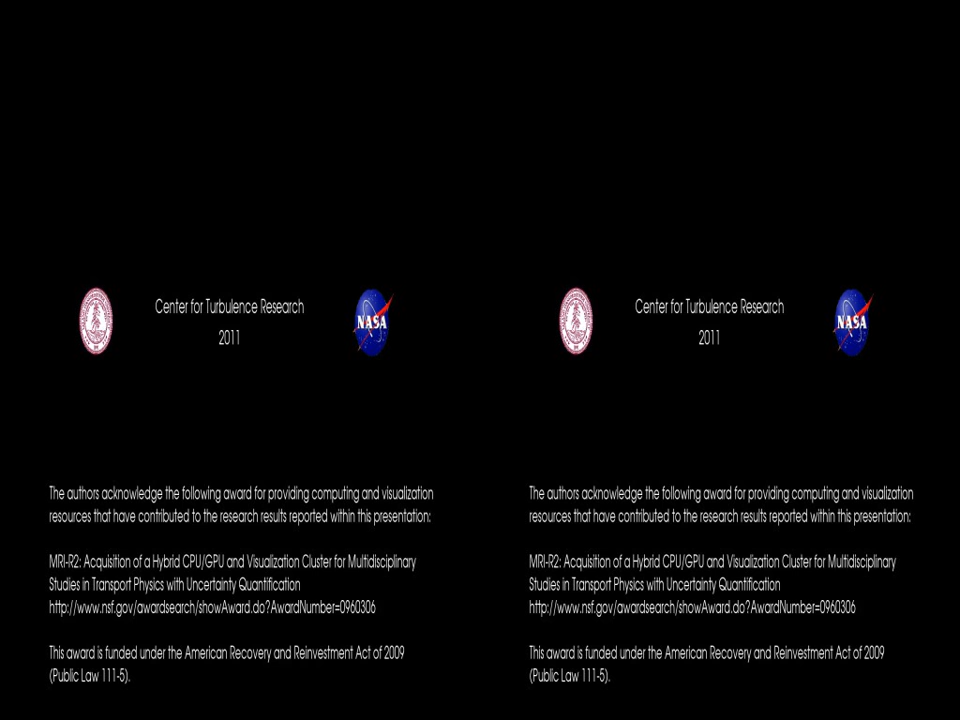 Center for Turbulence Research
2011
NASA
The authors acknowledge the following award for providing computing and visualization
resources that have contributed to the research results reported within this presentation:
MRI-R2: Acquisition of a Hybrid CPU/GPU and Visualization Cluster for Multidisciplinary
Studies in Transport Physics with Uncertainty Quantification
http://www.nsf.gov/awardsearch/showAward.do?AwardNumber=0960306
This award is funded under the American Recovery and Reinvestment Act of 2009
(Public Law 111-5).
Center for Turbulence Research
2011
NASA
The authors acknowledge the following award for providing computing and visualization
resources that have contributed to the research results reported within this presentation:
MRI-R2: Acquisition of a Hybrid CPU/GPU and Visualization Cluster for Multidisciplinary
Studies in Transport Physics with Uncertainty Quantification
http://www.nsf.gov/awardsearch/showAward.do?AwardNumber=0960306
This award is funded under the American Recovery and Reinvestment Act of 2009
(Public Law 111-5).